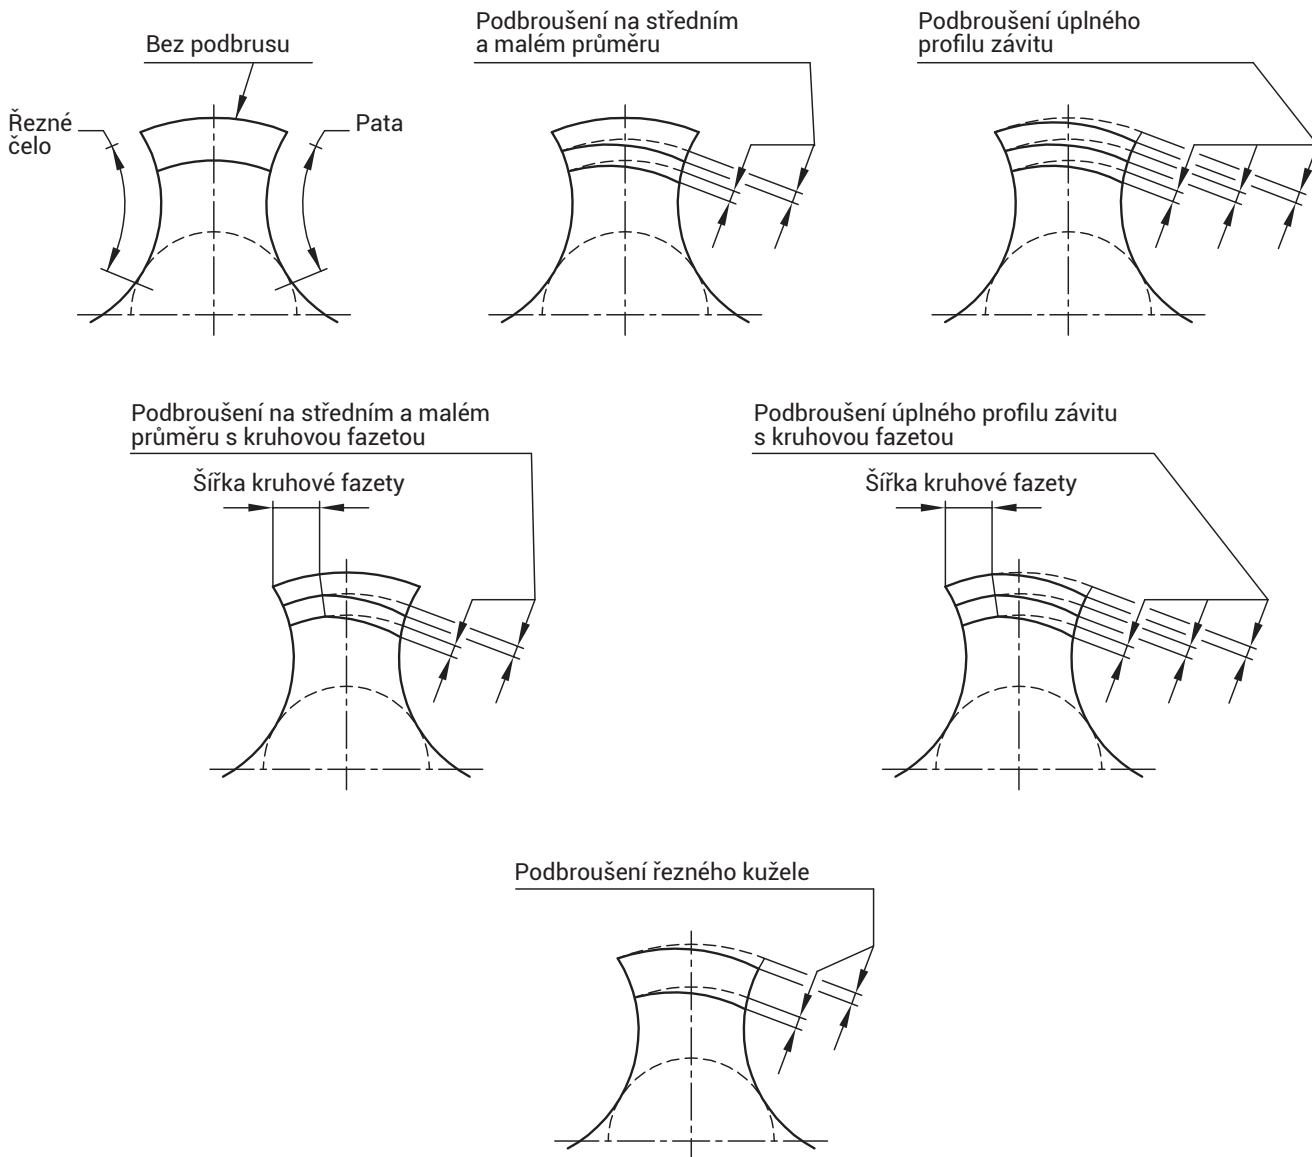 Bez podbrusu
Podbroušení na středním
a malém průměru
Podbroušení úplného
profilu závitu
Řezné
čelo
Pata
Podbroušení na středním a malém
průměru s kruhovou fazetou
Šířka kruhové fazety
Podbroušení úplného profilu závitu
s kruhovou fazetou
Šířka kruhové fazety
Podbroušení řezného kužele